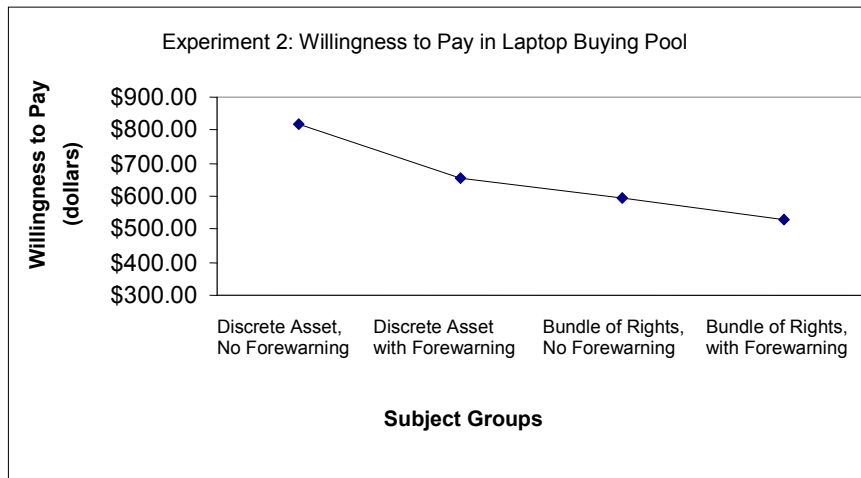 Experiment 2: Willingness to Pay in Laptop Buying Pool
Willingness to Pay
(dollars)
$900.00
$800.00
$700.00
$600.00
$500.00
$400.00
$300.00
Discrete Asset,
No Forewarning
Discrete Asset
with Forewarning
Bundle of Rights,
No Forewarning
Bundle of Rights,
with Forewarning
Subject Groups